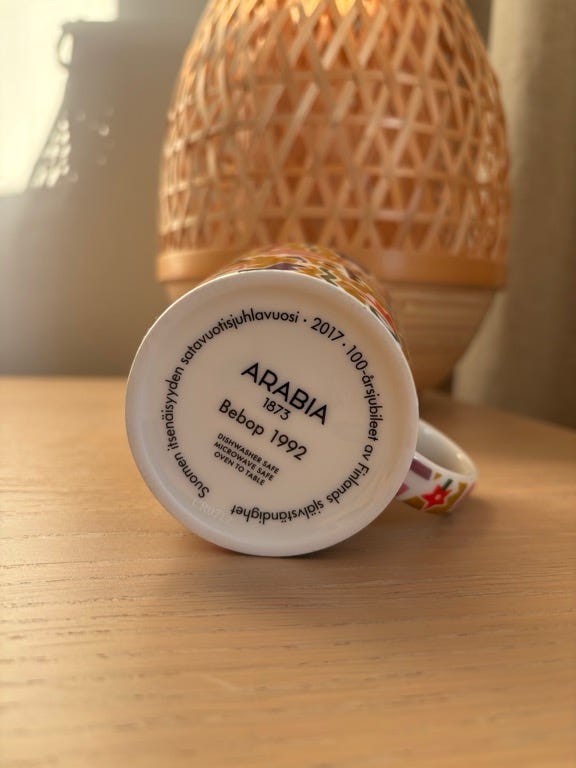 Suomen itsenäisyyden satavuotisjuhlavuosi · 2017 · 100-årsjubileet av Finlands självständighet
ARABIA
1873
Bebop 1992
DISHWASHER SAFE
MICROWAVE SAFE
OVEN TO TABLE